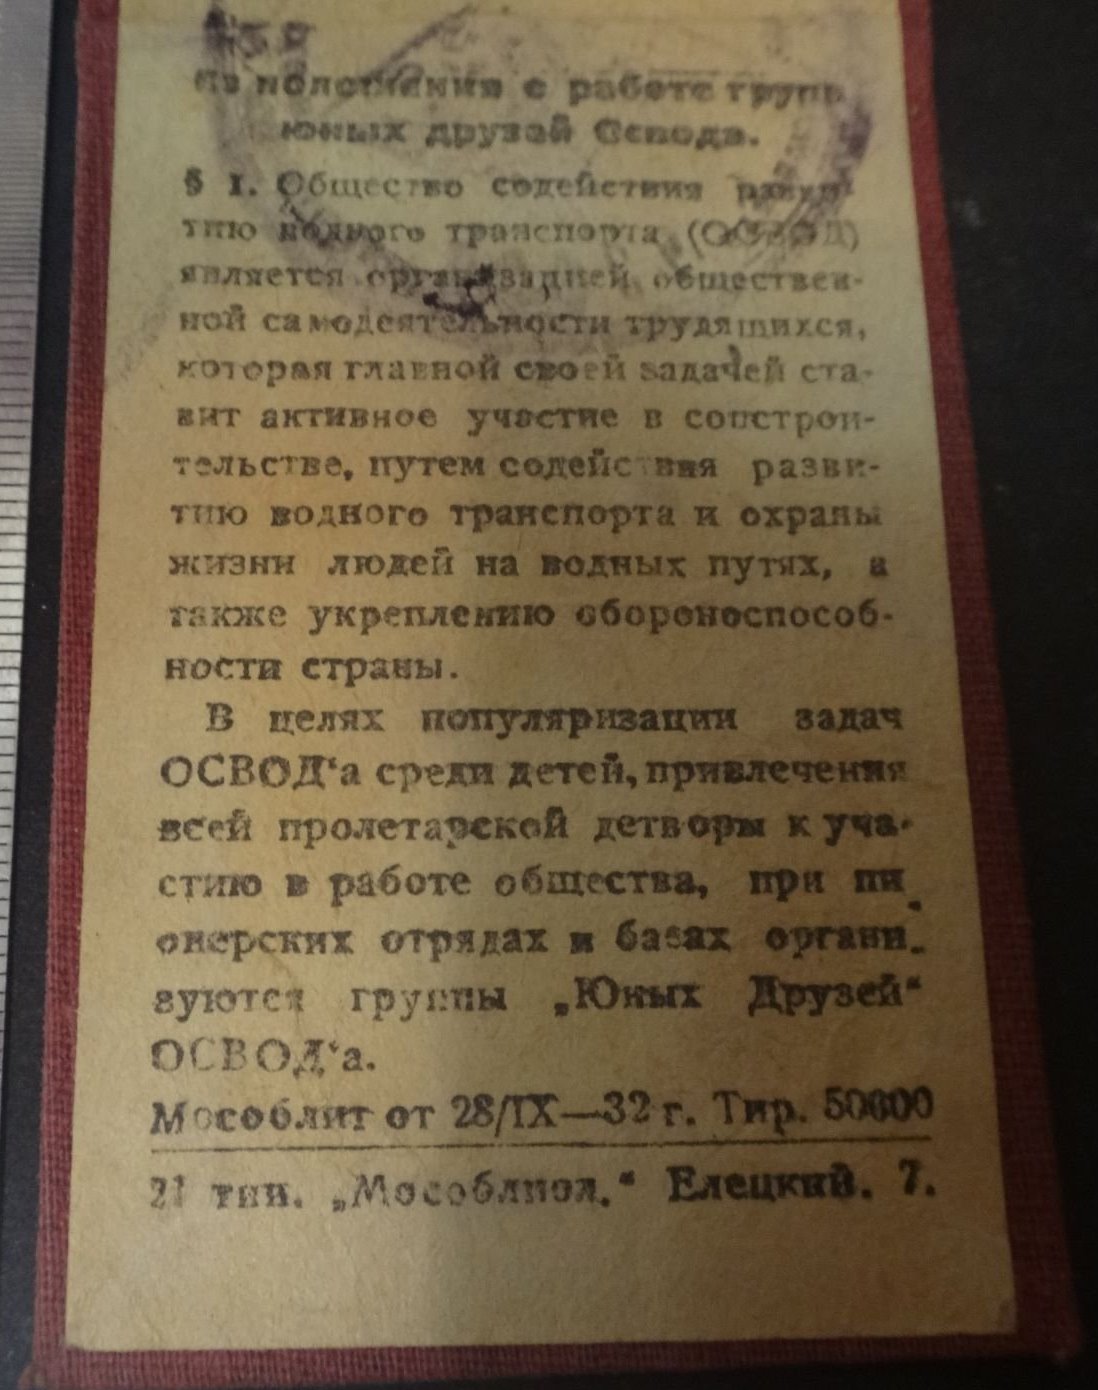 Из положения о работе групп
юных друзей Освода.
§ 1. Общество содействия разви-
тию водного транспорта (ОСВОД)
является организацией обществен-
ной самодеятельности трудящихся,
которая главной своей задачей ста-
вит активное участие в соцстрои-
тельстве, путем содействия разви-
тию водного транспорта и охраны
жизни людей на водных путях, а
также укреплению обороноспособ-
ности страны.
В целях популяризации задач
ОСВОД‘а среди детей, привлечения
всей пролетарской детворы к уча-
стию в работе общества, при пи-
онерских отрядах и базах органи-
зуются группы „Юных Друзей“
ОСВОД‘а.
Мособлит от 28/IX—32 г. Тир. 50000
21 тип. „Мособлпол.“ Елецкий. 7.